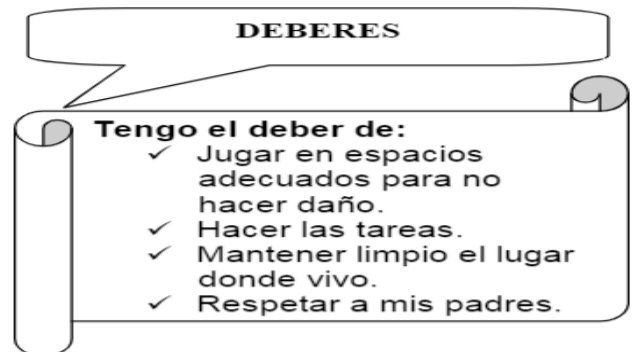 DEBERES
Tengo el deber de:
✓ Jugar en espacios
adecuados para no
hacer daño.
✓ Hacer las tareas.
✓ Mantener limpio el lugar
donde vivo.
✓ Respetar a mis padres.